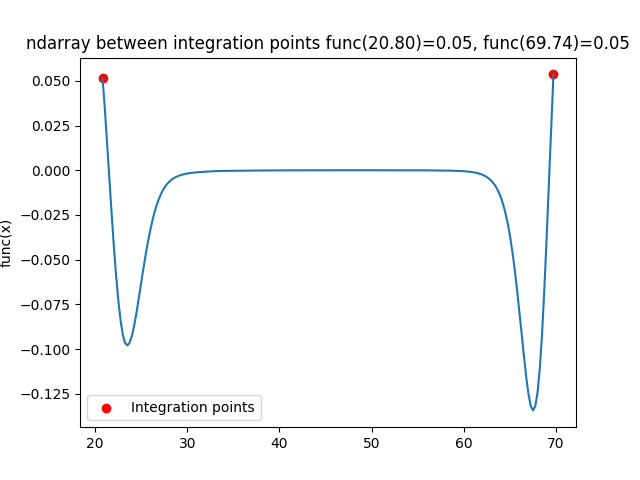 ndarray between integration points func(20.80)=0.05, func(69.74)=0.05
0.050
0.025
0.000
−0.025
−0.050
−0.075
−0.100
−0.125
func(x)
Integration points
20 30 40 50 60 70